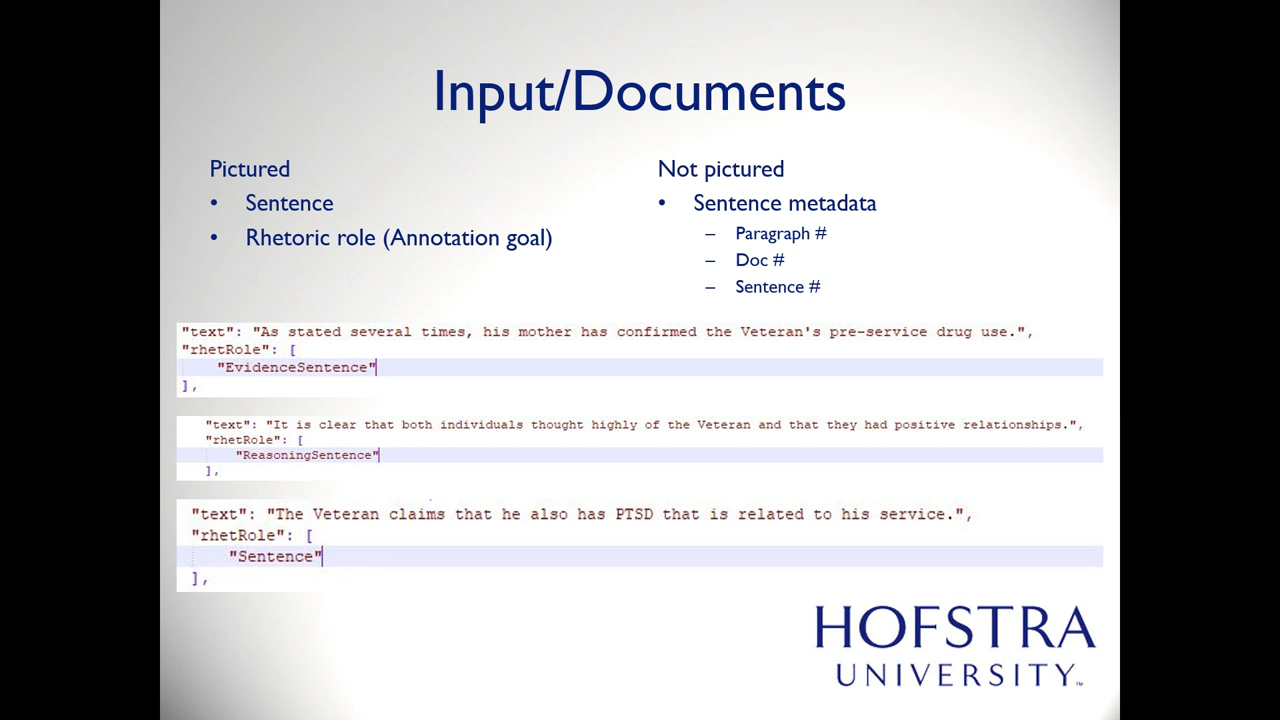 Input/Documents
Pictured
• Sentence
• Rhetoric role (Annotation goal)
Not pictured
• Sentence metadata
– Paragraph #
– Doc #
– Sentence #
"text": "As stated several times, his mother has confirmed the Veteran's pre-service drug use.",
"rhetRole": [
"EvidenceSentence"
],
"text": "It is clear that both individuals thought highly of the Veteran and that they had positive relationships.",
"rhetRole": [
"ReasoningSentence"
],
"text": "The Veteran claims that he also has PTSD that is related to his service.",
"rhetRole": [
"Sentence"
],
HOFSTRA
UNIVERSITY™